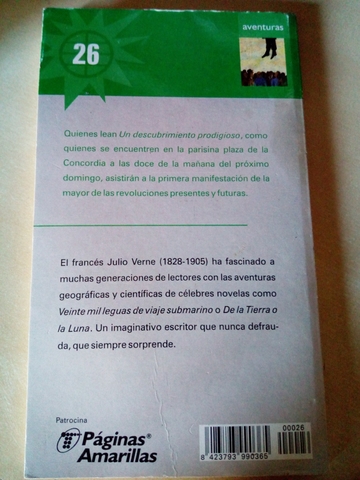 26
aventuras
Quienes lean Un descubrimiento prodigioso, como
quienes se encuentren en la parisina plaza de la
Concordia a las doce de la mañana del próximo
domingo, asistirán a la primera manifestación de la
mayor de las revoluciones presentes y futuras.
El francés Julio Verne (1828-1905) ha fascinado a
muchas generaciones de lectores con las aventuras
geográficas y científicas de célebres novelas como
Veinte mil leguas de viaje submarino o De la Tierra a
la Luna. Un imaginativo escritor que nunca defrau-
da, que siempre sorprende.
Patrocina
Páginas®
Amarillas
00026
8 423793 990365